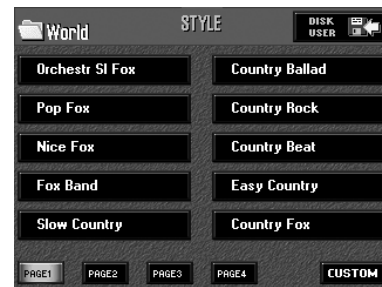 World
STYLE
DISK USER
Orchestr Sl Fox
Country Ballad
Pop Fox
Country Rock
Nice Fox
Country Beat
Fox Band
Easy Country
Slow Country
Country Fox
PAGE1
PAGE2
PAGE3
PAGE4
CUSTOM